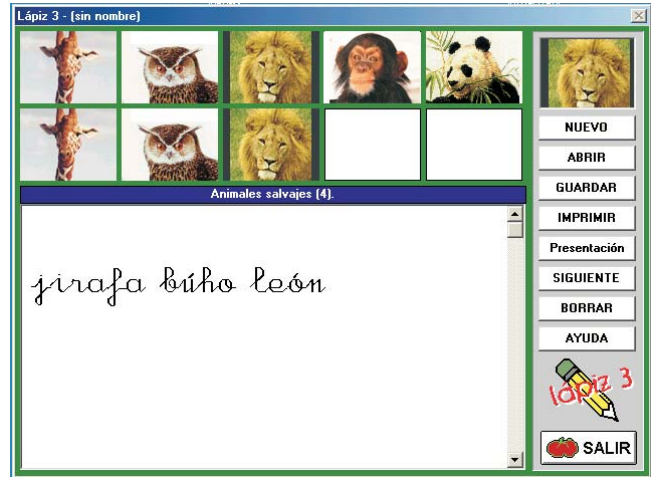 Lápiz 3 - (sin nombre)
Animales salvajes (4).
jirafa búho león
NUEVO
ABRIR
GUARDAR
IMPRIMIR
Presentación
SIGUIENTE
BORRAR
AYUDA
lápiz 3
SALIR